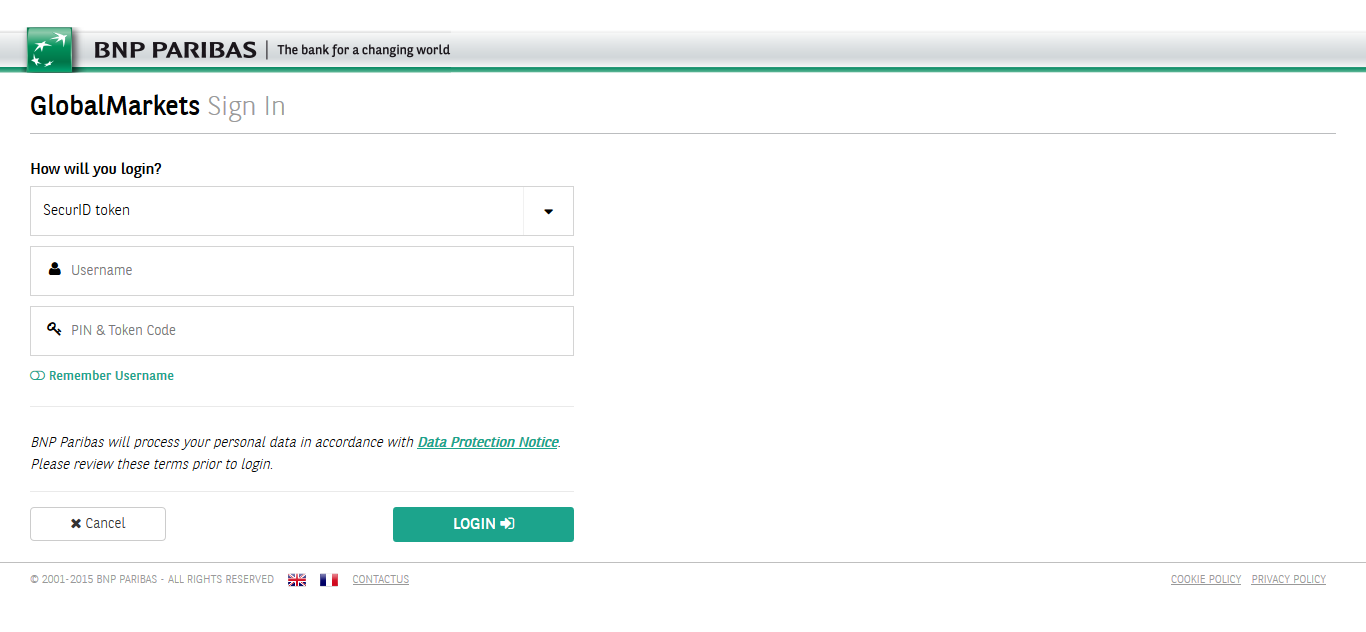 BNP PARIBAS | The bank for a changing world
GlobalMarkets Sign In
How will you login?
SecurID token
Username
PIN & Token Code
Remember Username
BNP Paribas will process your personal data in accordance with Data Protection Notice.
Please review these terms prior to login.
Cancel
LOGIN
© 2001-2015 BNP PARIBAS - ALL RIGHTS RESERVED CONTACTUS COOKIE POLICY PRIVACY POLICY